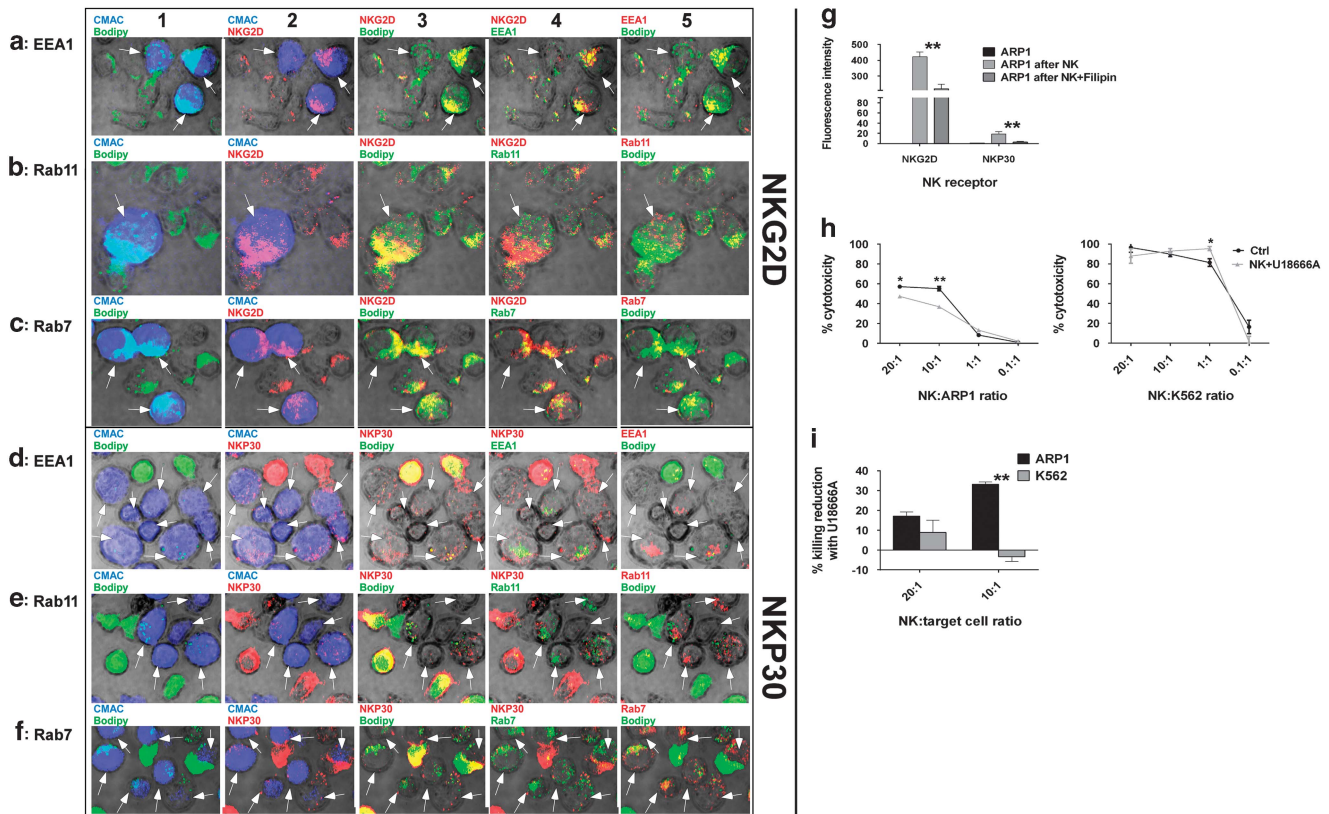 1 2 3 4 5
a: EEA1
CMAC CMAC NKG2D NKG2D EEA1
Bodipy NKG2D Bodipy EEA1 Bodipy
b: Rab11
CMAC CMAC NKG2D NKG2D Rab11
Bodipy NKG2D Bodipy Rab11 Bodipy
c: Rab7
CMAC CMAC NKG2D NKG2D Rab7
Bodipy NKG2D Bodipy Rab7 Bodipy
NKG2D
d: EEA1
CMAC CMAC NKP30 NKP30 EEA1
Bodipy NKP30 Bodipy EEA1 Bodipy
e: Rab11
CMAC CMAC NKP30 NKP30 Rab11
Bodipy NKP30 Bodipy Rab11 Bodipy
f: Rab7
CMAC CMAC NKP30 NKP30 Rab7
Bodipy NKP30 Bodipy Rab7 Bodipy
NKP30
g
Fluorescence intensity
500
400
300
80
60
40
20
0
** **
ARP1
ARP1 after NK
ARP1 after NK+Filipin
NKG2D NKP30
NK receptor
h
% cytotoxicity
100
80
60
40
20
0
* **
20:1 10:1 1:1 0.1:1
NK:ARP1 ratio
% cytotoxicity
100
80
60
40
20
0
*
Ctrl
NK+U18666A
20:1 10:1 1:1 0.1:1
NK:K562 ratio
i
% killing reduction
with U18666A
40
30
20
10
0
-10
**
ARP1
K562
20:1 10:1
NK:target cell ratio